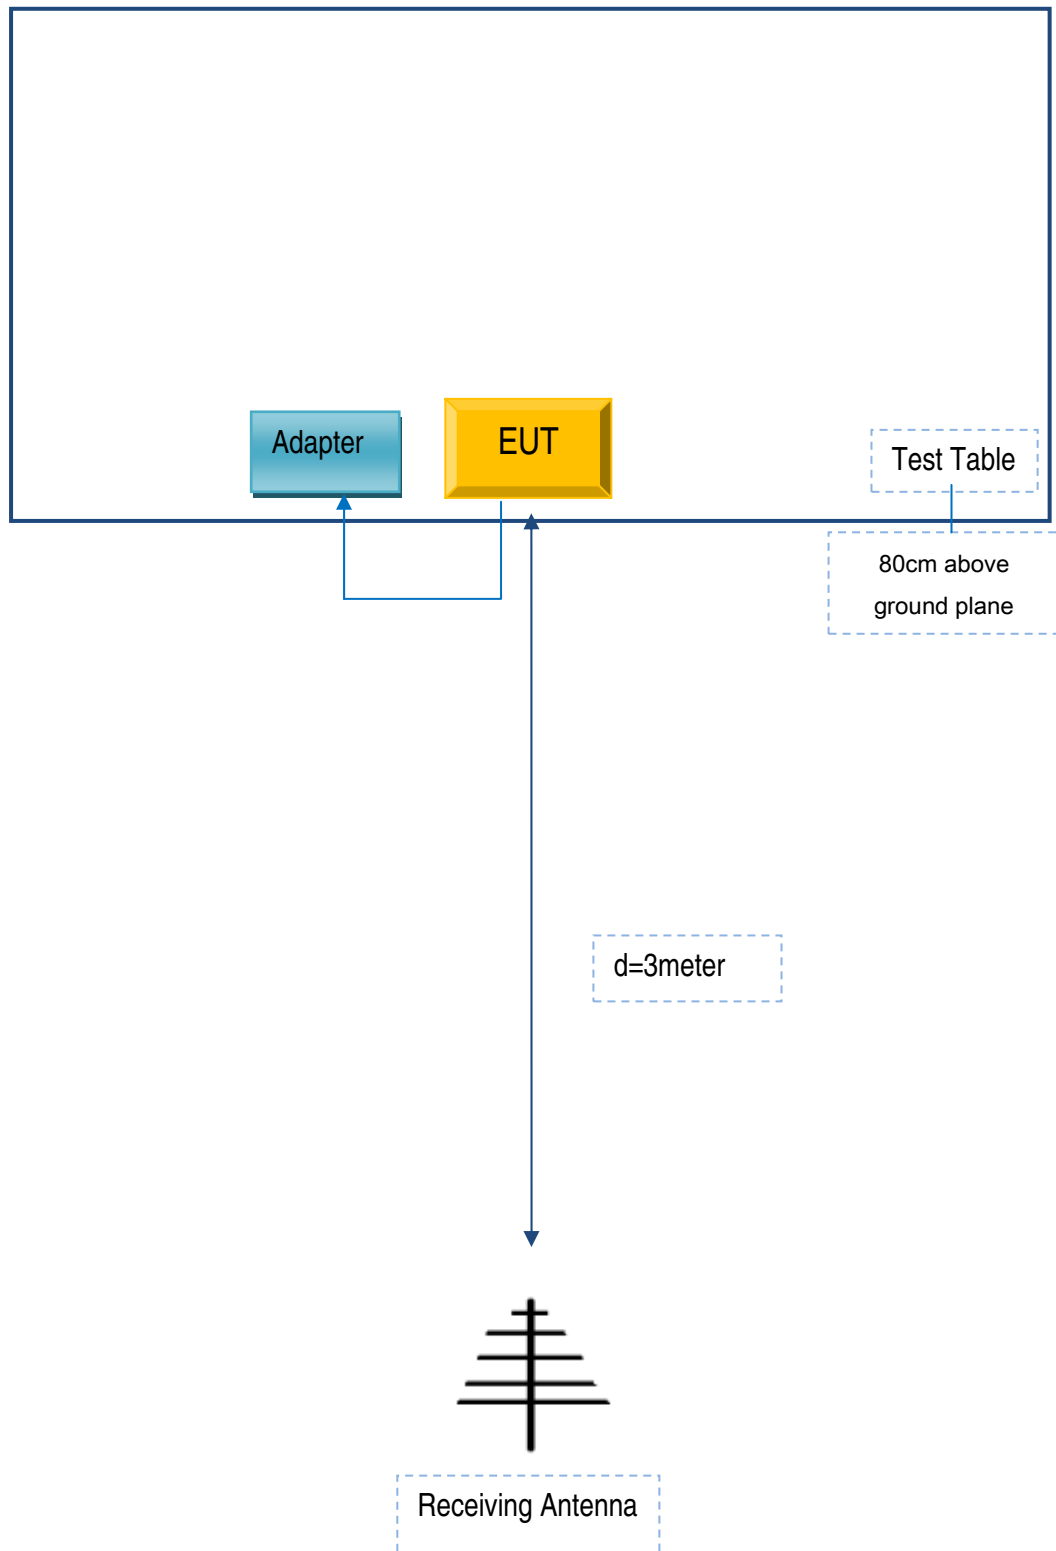 Adapter
EUT
Test Table
80cm above
ground plane
d=3meter
Receiving Antenna